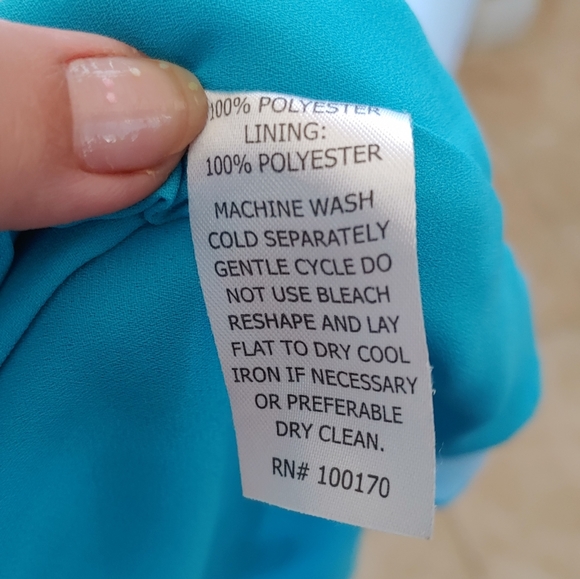 100% POLYESTER
LINING:
100% POLYESTER
MACHINE WASH
COLD SEPARATELY
GENTLE CYCLE DO
NOT USE BLEACH
RESHAPE AND LAY
FLAT TO DRY COOL
IRON IF NECESSARY
OR PREFERABLE
DRY CLEAN.
RN# 100170